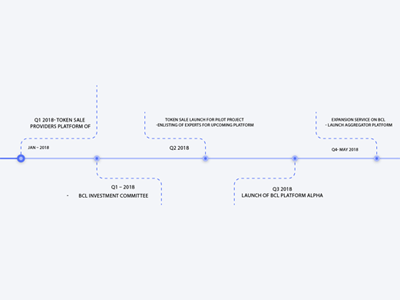 Q1 2018- TOKEN SALE
PROVIDERS PLATFORM OF
JAN – 2018
Q1 – 2018
- BCL INVESTMENT COMMITTEE
TOKEN SALE LAUNCH FOR PILOT PROJECT
-ENLISTING OF EXPERTS FOR UPCOMING PLATFORM
Q2 2018
Q3 2018
LAUNCH OF BCL PLATFORM ALPHA
EXPANSION SERVICE ON BCL
- LAUNCH AGGREGATOR PLATFORM
Q4- MAY 2018